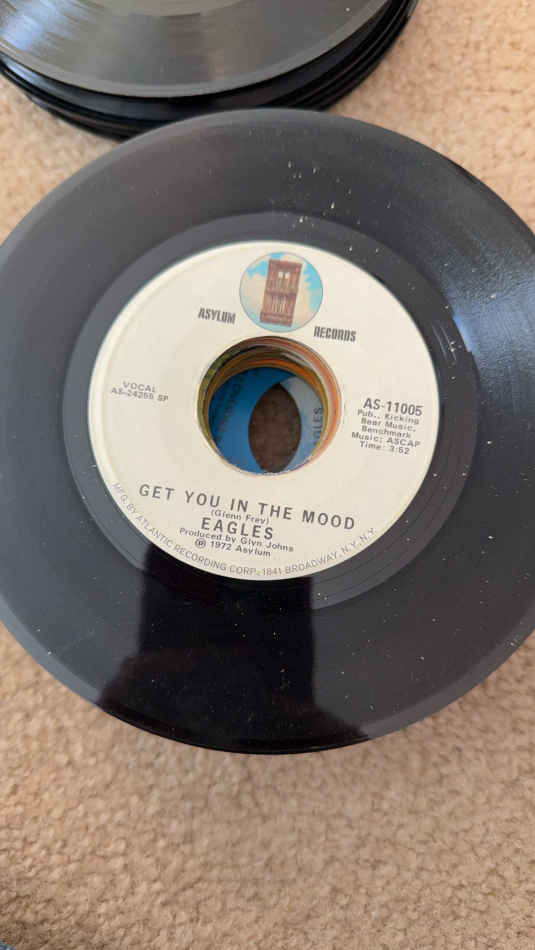 ASYLUM RECORDS
VOCAL
AS-24256 SP
AS-11005
Pub., Kicking
Bear Music,
Benchmark
Music; ASCAP
Time: 3:52
GET YOU IN THE MOOD
(Glenn Frey)
EAGLES
Produced by Glyn Johns
℗ 1972 Asylum
MFG. BY ATLANTIC RECORDING CORP., 1841 BROADWAY, N.Y., N.Y.